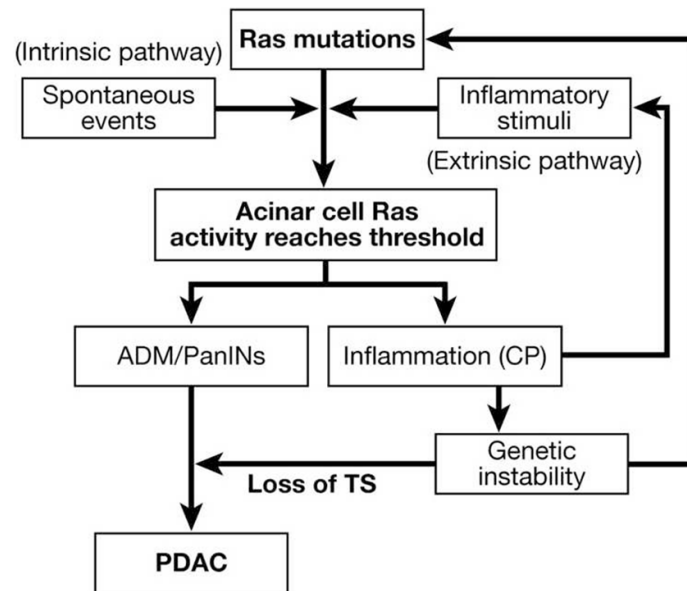 Ras mutations
(Intrinsic pathway)
Spontaneous
events
Inflammatory
stimuli
(Extrinsic pathway)
Acinar cell Ras
activity reaches threshold
ADM/PanINs
Inflammation (CP)
Genetic
instability
Loss of TS
PDAC